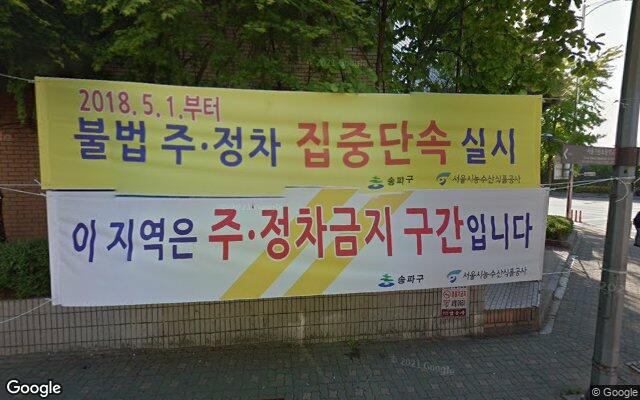 2018.5.1.부터
불법 주·정차 집중단속 실시
송파구 서울시농수산식품공사
이 지역은 주·정차금지 구간입니다
송파구 서울시농수산식품공사
© 2021 Google
Google
© Google